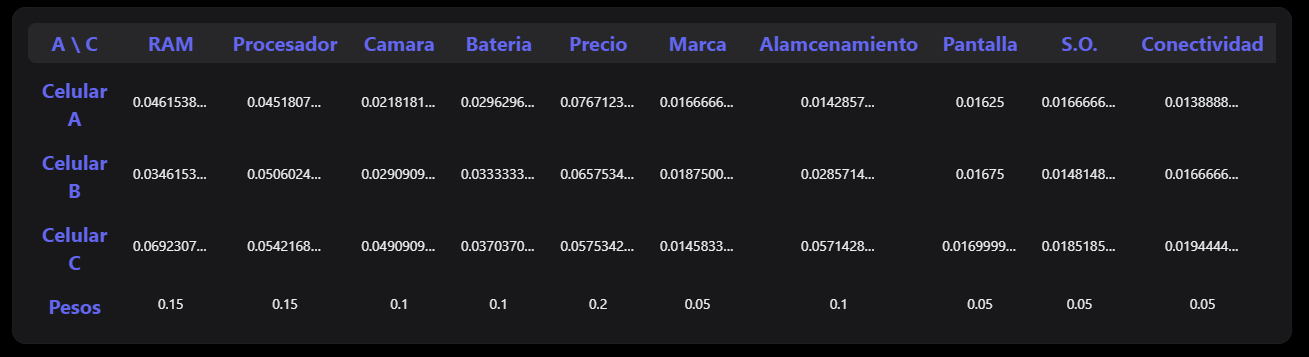 A \ C RAM Procesador Camara Bateria Precio Marca Alamcenamiento Pantalla S.O. Conectividad
Celular A 0.0461538... 0.0451807... 0.0218181... 0.0296296... 0.0767123... 0.0166666... 0.0142857... 0.01625 0.0166666... 0.0138888...
Celular B 0.0346153... 0.0506024... 0.0290909... 0.0333333... 0.0657534... 0.0187500... 0.0285714... 0.01675 0.0148148... 0.0166666...
Celular C 0.0692307... 0.0542168... 0.0490909... 0.0370370... 0.0575342... 0.0145833... 0.0571428... 0.0169999... 0.0185185... 0.0194444...
Pesos 0.15 0.15 0.1 0.1 0.2 0.05 0.1 0.05 0.05 0.05